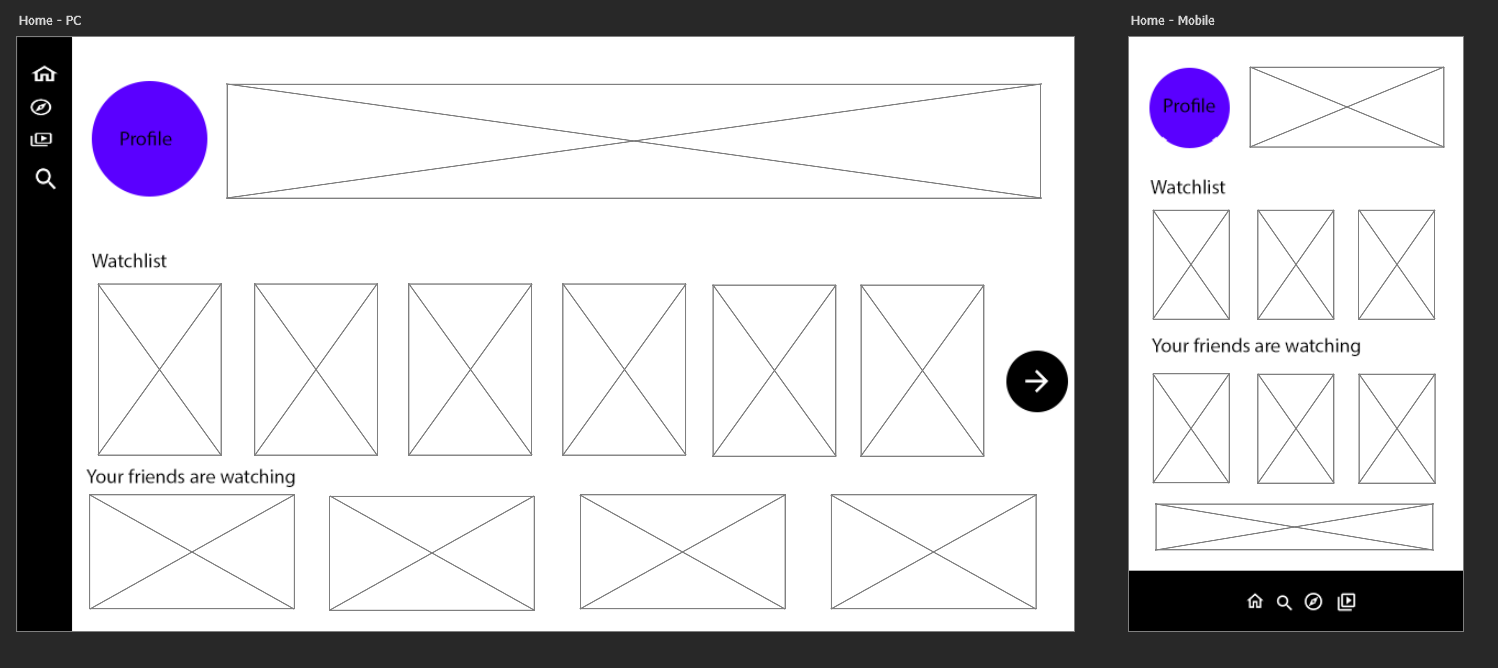 Home - PC
Profile
Watchlist
Your friends are watching
Home - Mobile
Profile
Watchlist
Your friends are watching